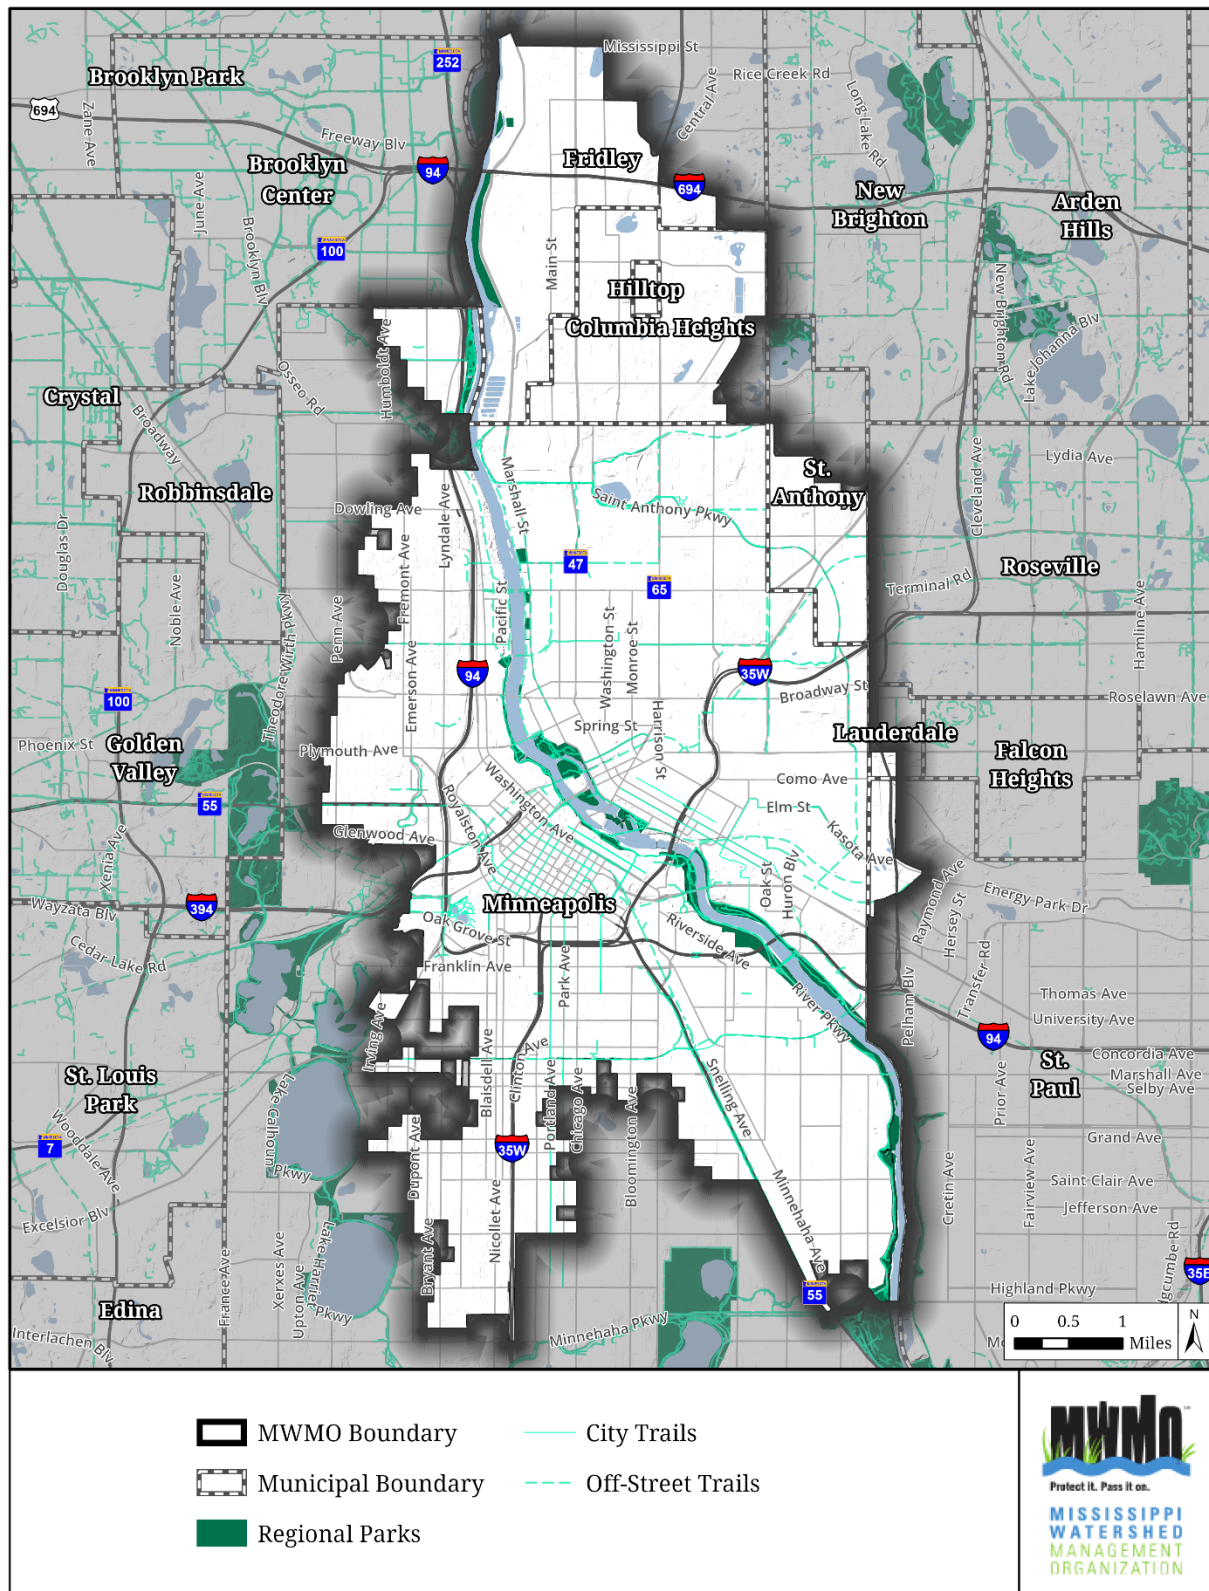 Mississippi St
252
Rice Creek Rd
Brooklyn Park
694
Zane Ave
Central Ave
Long Lake Rd
Freeway Blv
Brooklyn
Center
94
Fridley
694
New
Brighton
Arden
Hills
June Ave
Brooklyn Blv
100
Main St
Hilltop
Columbia Heights
New Brighton Rd
Lake Johanna Blv
Humboldt Ave
Osseo Rd
Crystal
Broadway
Robbinsdale
Dowling Ave
Lyndale Ave
Marshall St
Saint Anthony Pkwy
St.
Anthony
Cleveland Ave
Lydia Ave
Douglas Dr
Noble Ave
Fremont Ave
47
65
Terminal Rd
Roseville
Theodore Wirth Pkwy
Penn Ave
Pacific St
Washington St
Monroe St
Hamline Ave
Emerson Ave
94
35W
Broadway St
Roselawn Ave
100
Phoenix St
Golden
Valley
Plymouth Ave
Spring St
Harrison St
Lauderdale
Falcon
Heights
55
Washington Ave
Royalston Ave
Como Ave
Elm St
Kasota Ave
Glenwood Ave
Xenia Ave
Oak St
Huron Blv
Raymond Ave
Hersey St
Energy Park Dr
Wayzata Blv
394
Minneapolis
Oak Grove St
Riverside Ave
Cedar Lake Rd
Franklin Ave
Park Ave
River Pkwy
Pelham Blv
Transfer Rd
Thomas Ave
University Ave
94
Concordia Ave
Irving Ave
Blaisdell Ave
Clinton Ave
St. Louis
Park
Lake Calhoun
Pkwy
Portland Ave
Chicago Ave
Bloomington Ave
Snelling Ave
Prior Ave
St.
Paul
Marshall Ave
Selby Ave
7
Wooddale Ave
35W
Grand Ave
Dupont Ave
Minnehaha Ave
Cretin Ave
Fairview Ave
Saint Clair Ave
Jefferson Ave
Excelsior Blv
France Ave
Xerxes Ave
Upton Ave
Lake Harriet
Pkwy
Bryant Ave
Nicollet Ave
55
Highland Pkwy
35E
Edina
Interlachen Blv
Minnehaha Pkwy
0 0.5 1
Miles
N
MWMO Boundary
City Trails
Municipal Boundary
Off-Street Trails
Regional Parks
MWMO
Protect it. Pass it on.
MISSISSIPPI
WATERSHED
MANAGEMENT
ORGANIZATION